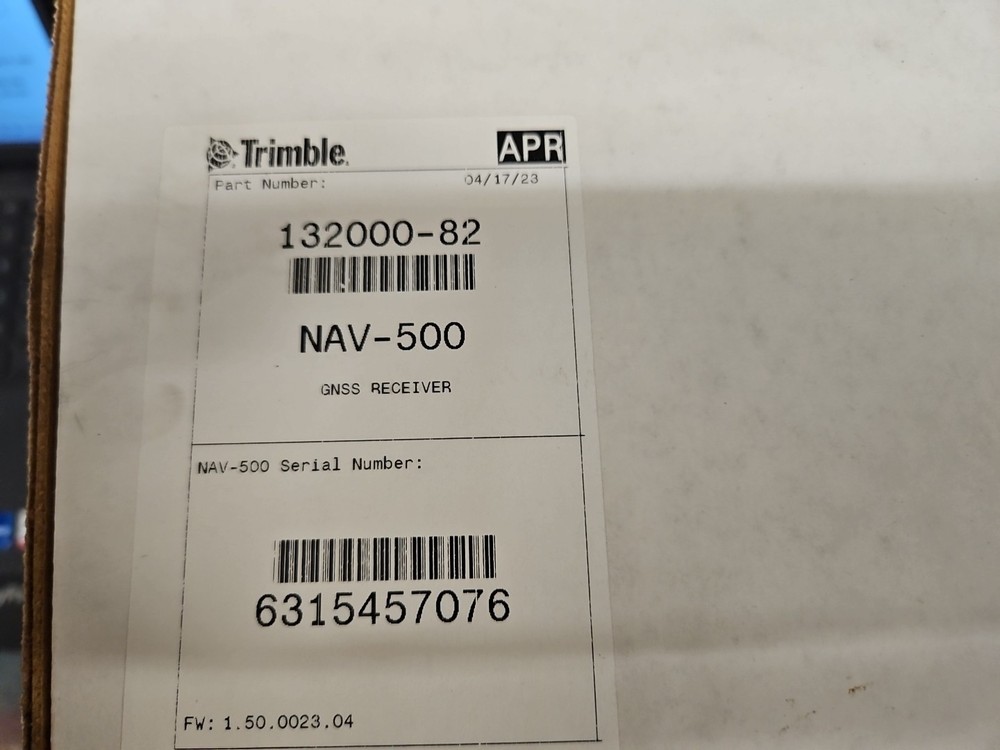 Trimble. APR
Part Number: 04/17/23
132000-82
NAV-500
GNSS RECEIVER
NAV-500 Serial Number:
6315457076
FW: 1.50.0023.04